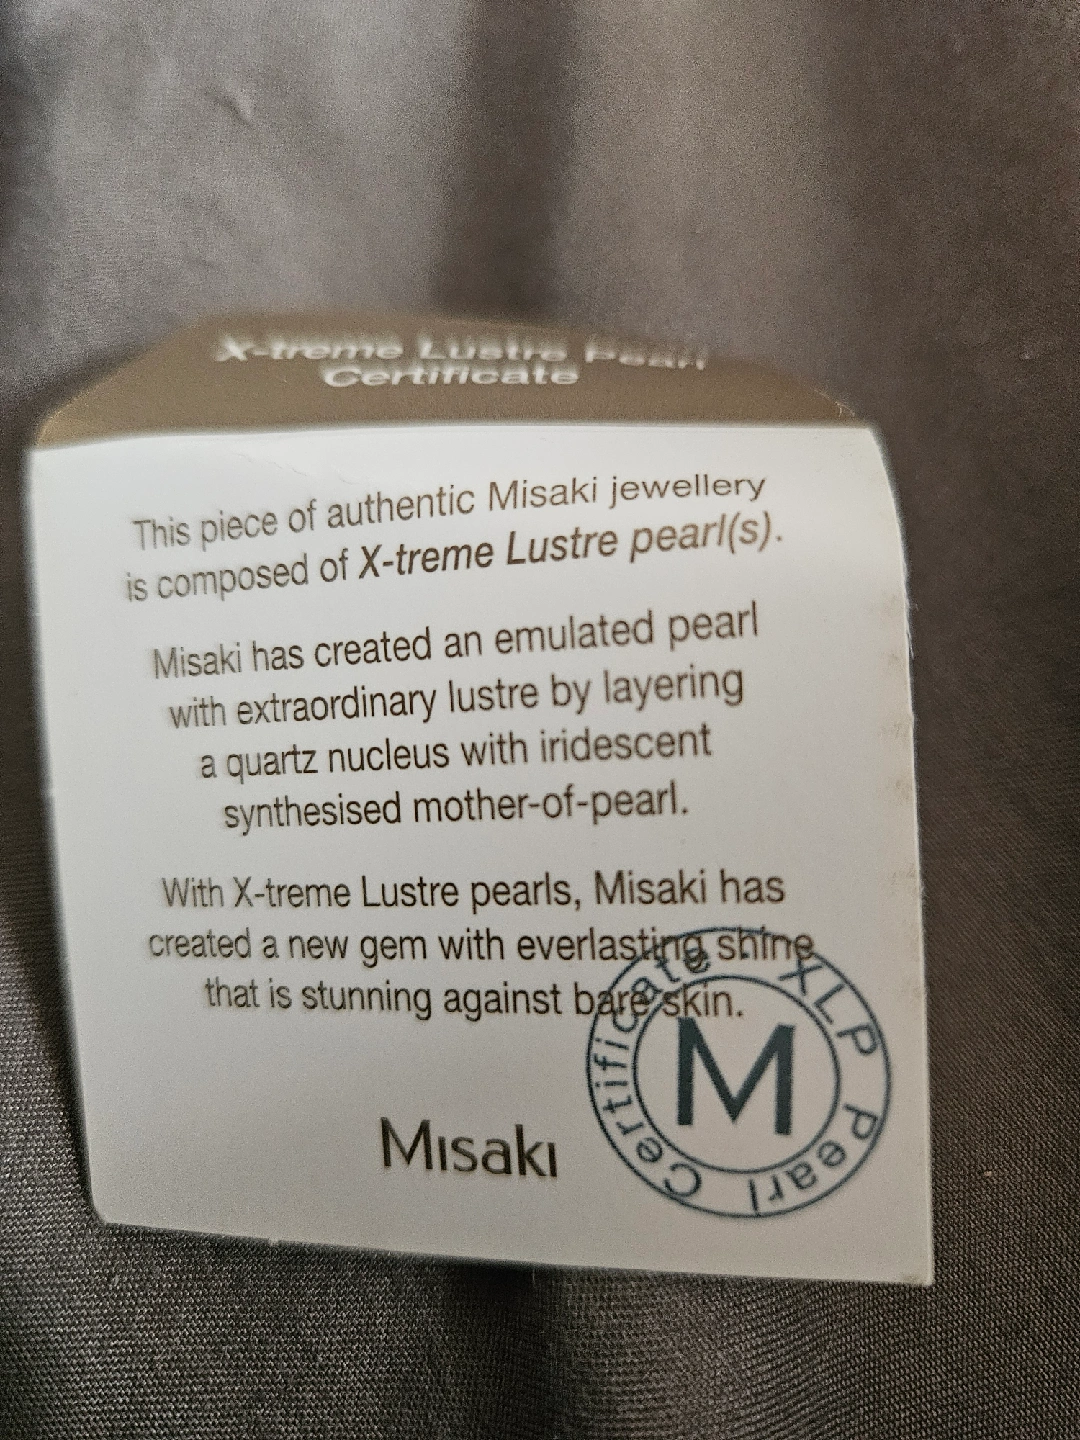 X-treme Lustre Pearl
Certificate
This piece of authentic Misaki jewellery
is composed of X-treme Lustre pearl(s).
Misaki has created an emulated pearl
with extraordinary lustre by layering
a quartz nucleus with iridescent
synthesised mother-of-pearl.
With X-treme Lustre pearls, Misaki has
created a new gem with everlasting shine
that is stunning against bare skin.
Misaki
XLP Pearl Certificate
M